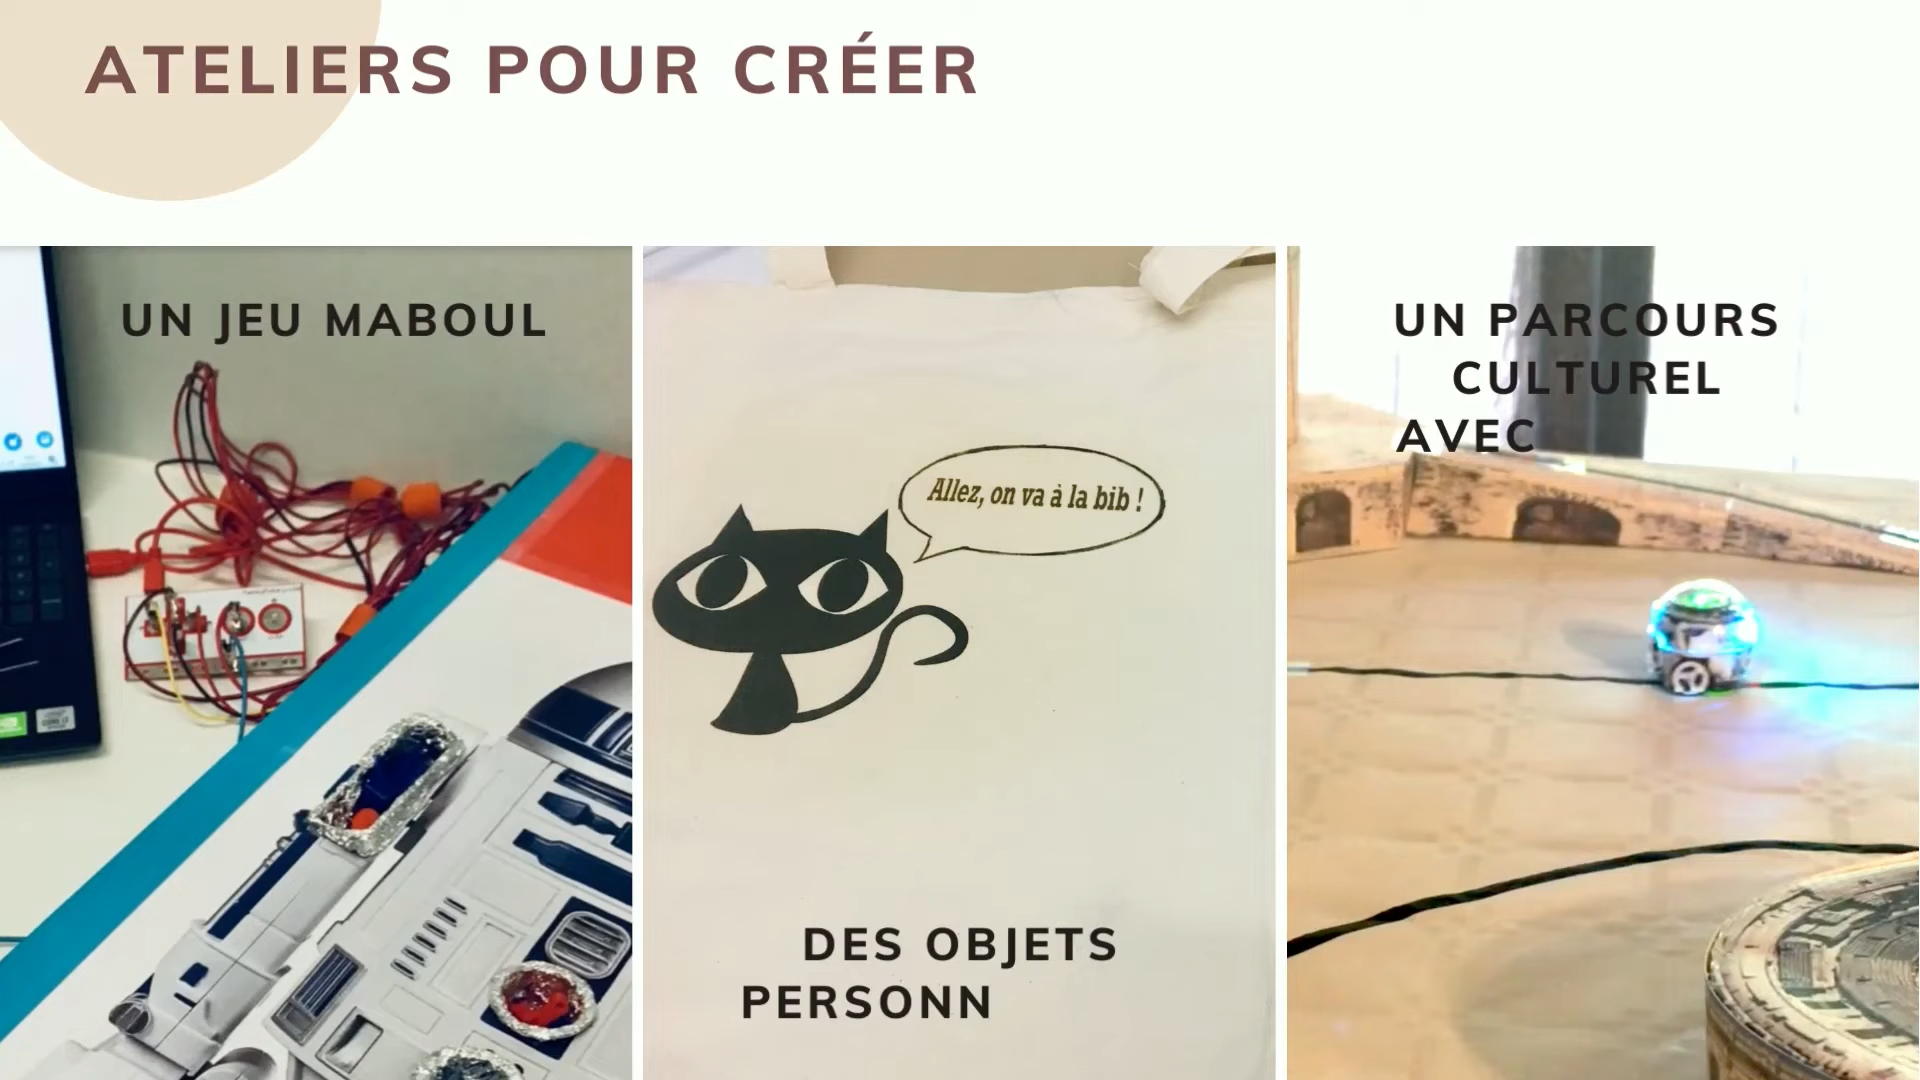 ATELIERS POUR CRÉER
UN JEU MABOUL
Allez, on va à la bib !
DES OBJETS
PERSONN
UN PARCOURS
CULTUREL
AVEC